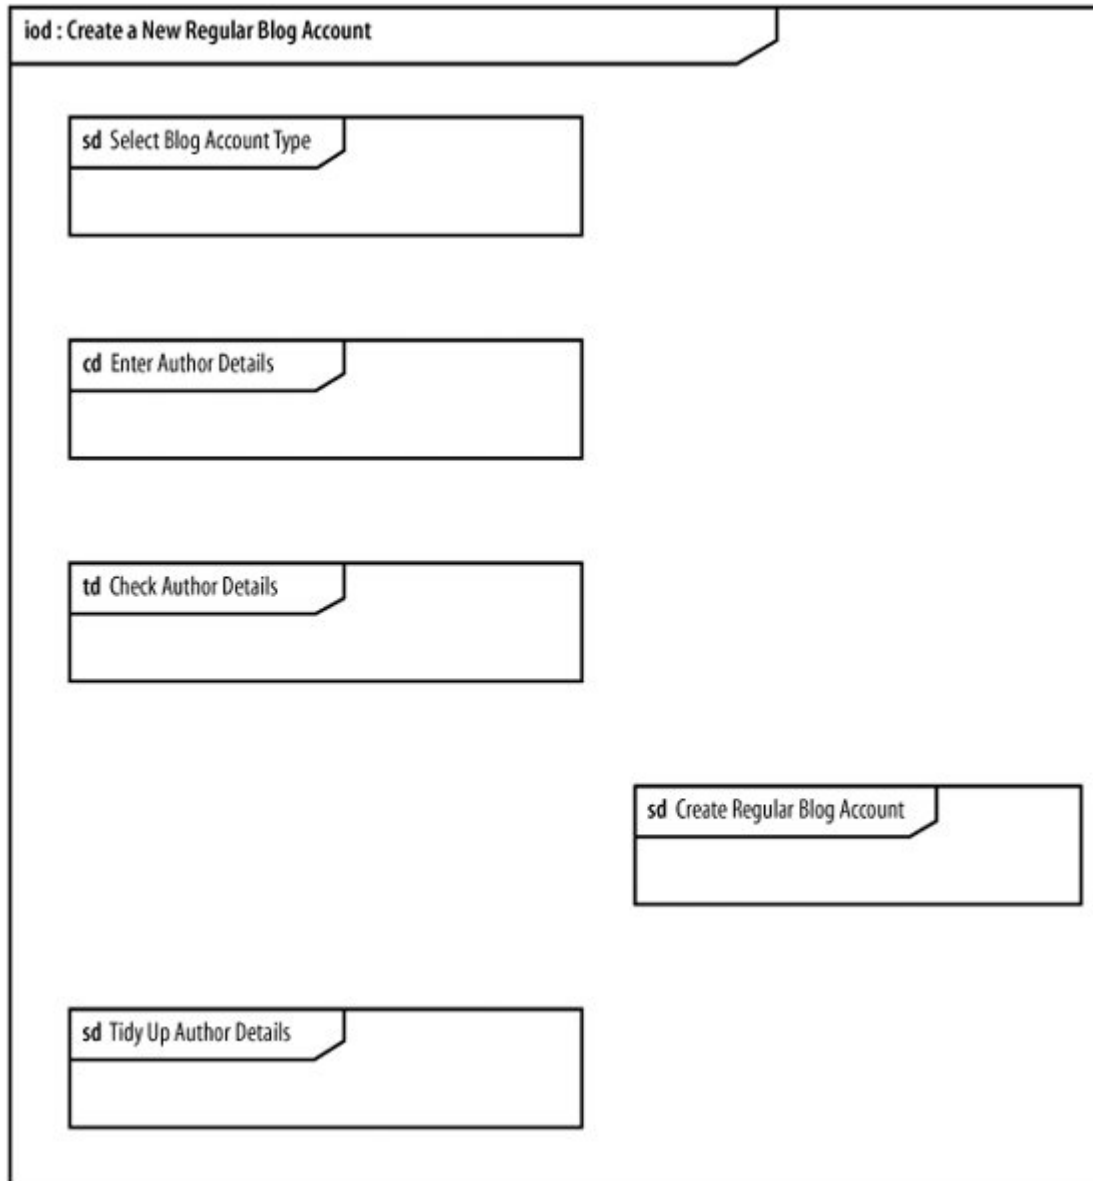 iod : Create a New Regular Blog Account
sd Select Blog Account Type
cd Enter Author Details
td Check Author Details
sd Create Regular Blog Account
sd Tidy Up Author Details